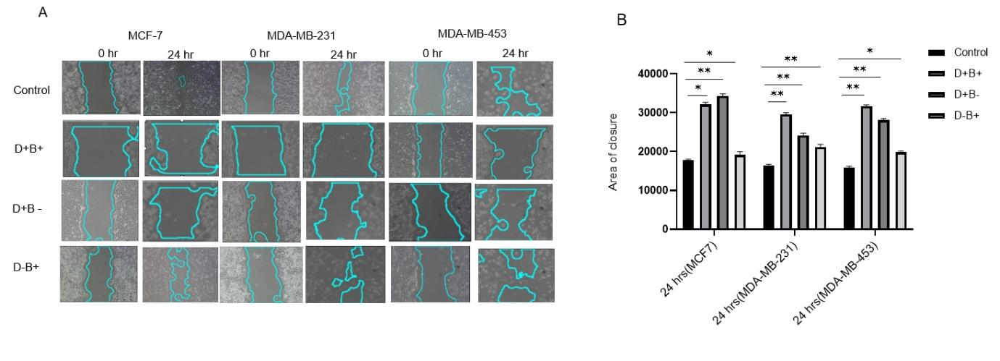 A
MCF-7 MDA-MB-231 MDA-MB-453
0 hr 24 hr 0 hr 24 hr 0 hr 24 hr
Control
D+B+
D+B -
D-B+
B
* ** *
** ** **
* ** **
Area of closure
40000
30000
20000
10000
0
24 hrs(MCF7)
24 hrs(MDA-MB-231)
24 hrs(MDA-MB-453)
Control
D+B+
D+B-
D-B+